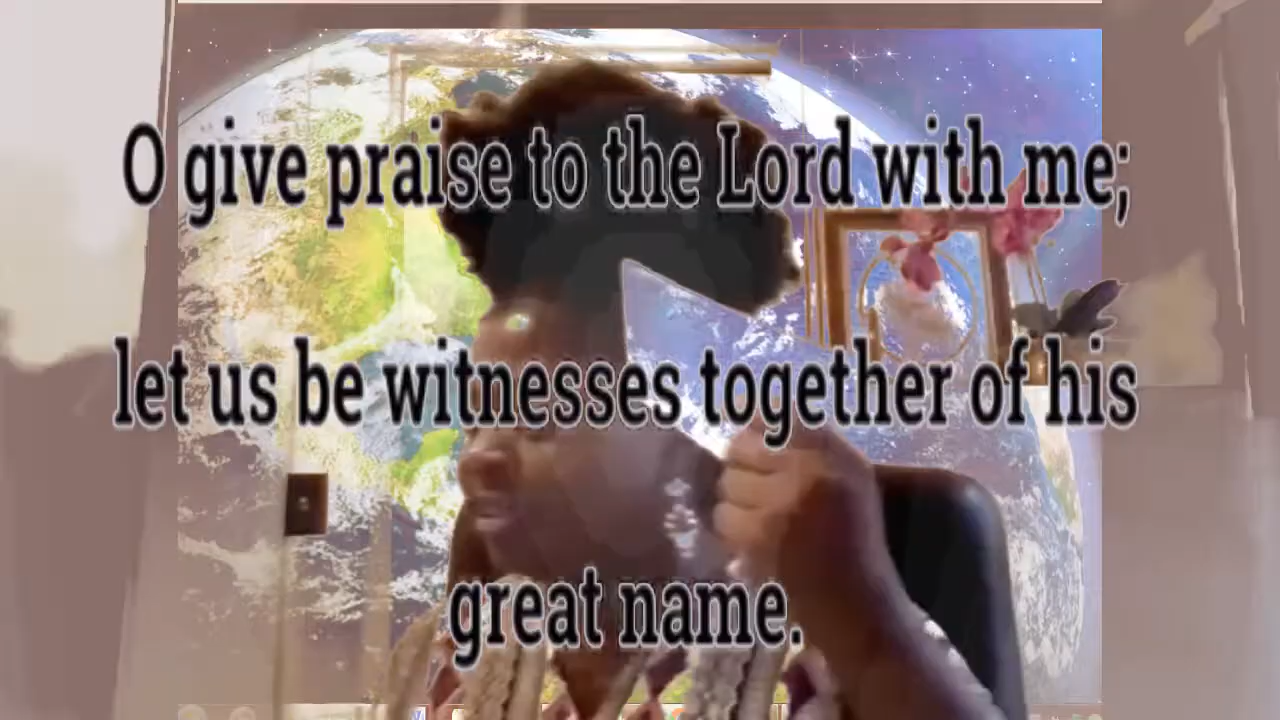 O give praise to the Lord with me;
let us be witnesses together of his
great name.